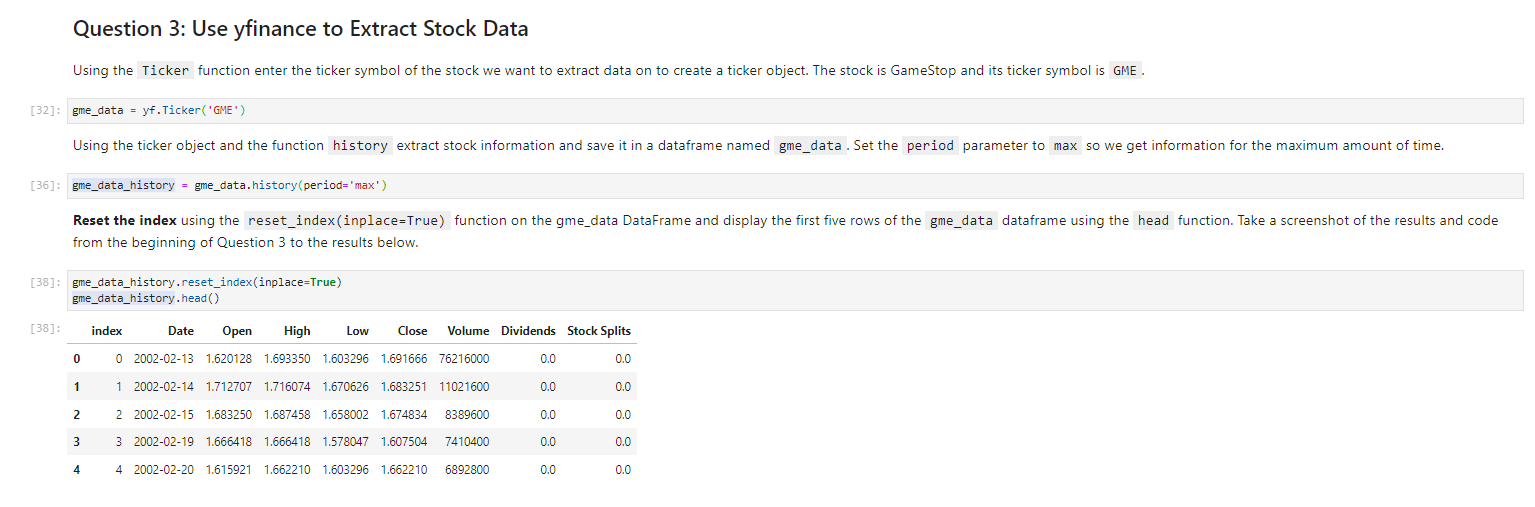 Question 3: Use yfinance to Extract Stock Data
Using the Ticker function enter the ticker symbol of the stock we want to extract data on to create a ticker object. The stock is GameStop and its ticker symbol is GME .
[32]: gme_data = yf.Ticker('GME')
Using the ticker object and the function history extract stock information and save it in a dataframe named gme_data . Set the period parameter to max so we get information for the maximum amount of time.
[36]: gme_data_history = gme_data.history(period='max')
Reset the index using the reset_index(inplace=True) function on the gme_data DataFrame and display the first five rows of the gme_data dataframe using the head function. Take a screenshot of the results and code
from the beginning of Question 3 to the results below.
[38]: gme_data_history.reset_index(inplace=True)
gme_data_history.head()
[38]: index Date Open High Low Close Volume Dividends Stock Splits
0 0 2002-02-13 1.620128 1.693350 1.603296 1.691666 76216000 0.0 0.0
1 1 2002-02-14 1.712707 1.716074 1.670626 1.683251 11021600 0.0 0.0
2 2 2002-02-15 1.683250 1.687458 1.658002 1.674834 8389600 0.0 0.0
3 3 2002-02-19 1.666418 1.666418 1.578047 1.607504 7410400 0.0 0.0
4 4 2002-02-20 1.615921 1.662210 1.603296 1.662210 6892800 0.0 0.0